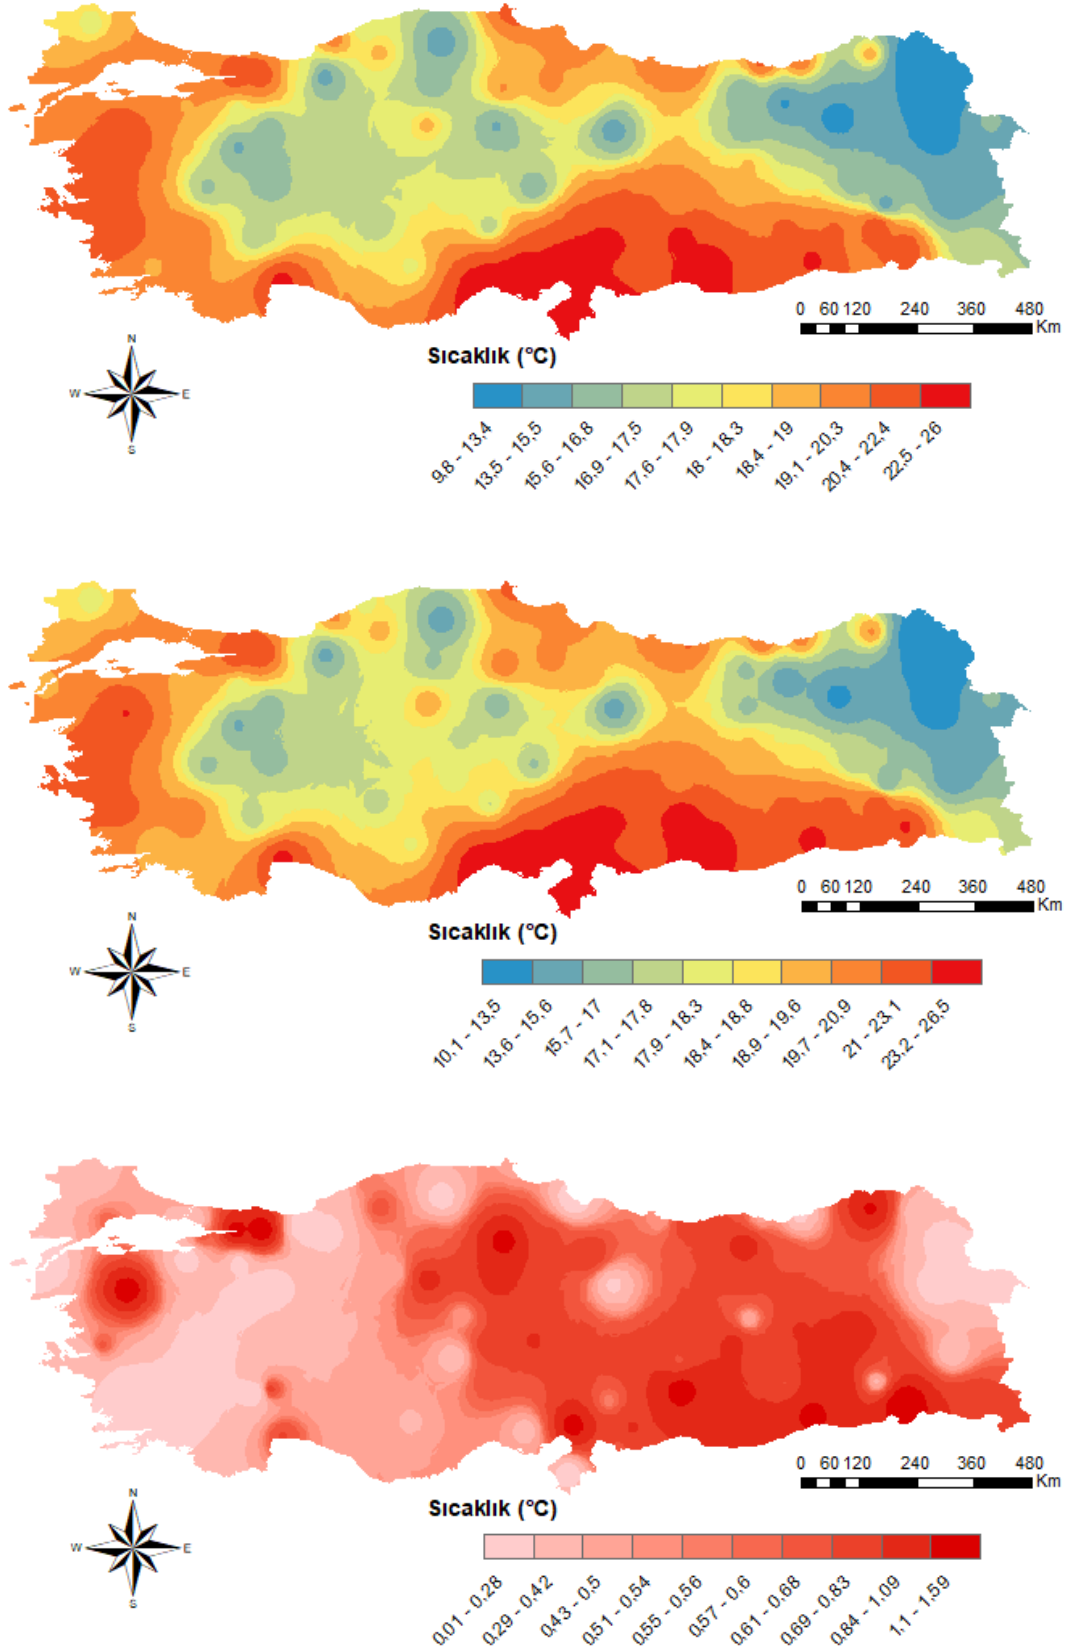 0 60 120 240 360 480
Km
N
W E
S
Sıcaklık (°C)
9,8 - 13,4
13,5 - 15,5
15,6 - 16,8
16,9 - 17,5
17,6 - 17,9
18 - 18,3
18,4 - 19
19,1 - 20,3
20,4 - 22,4
22,5 - 26
0 60 120 240 360 480
Km
N
W E
S
Sıcaklık (°C)
10,1 - 13,5
13,6 - 15,6
15,7 - 17
17,1 - 17,8
17,9 - 18,3
18,4 - 18,8
18,9 - 19,6
19,7 - 20,9
21 - 23,1
23,2 - 26,5
0 60 120 240 360 480
Km
N
W E
S
Sıcaklık (°C)
0,01 - 0,28
0,29 - 0,42
0,43 - 0,5
0,51 - 0,54
0,55 - 0,56
0,57 - 0,6
0,61 - 0,68
0,69 - 0,83
0,84 - 1,09
1,1 - 1,59